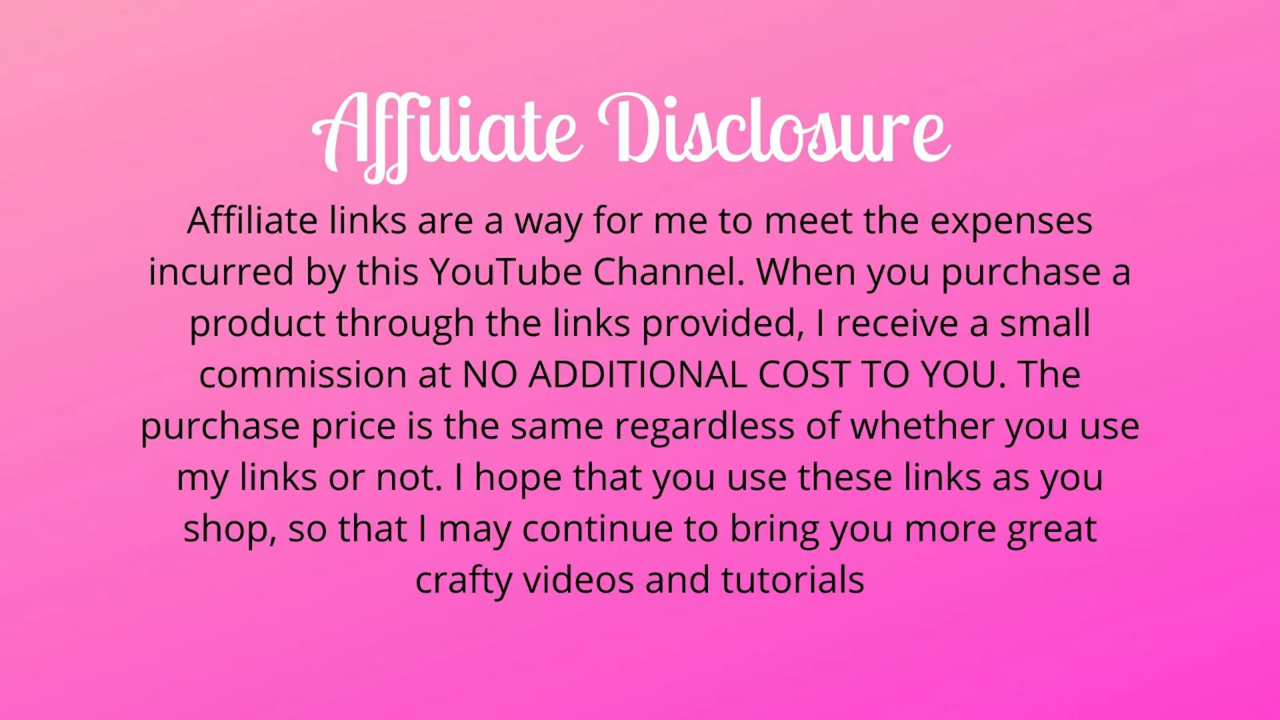 Affiliate Disclosure
Affiliate links are a way for me to meet the expenses
incurred by this YouTube Channel. When you purchase a
product through the links provided, I receive a small
commission at NO ADDITIONAL COST TO YOU. The
purchase price is the same regardless of whether you use
my links or not. I hope that you use these links as you
shop, so that I may continue to bring you more great
crafty videos and tutorials